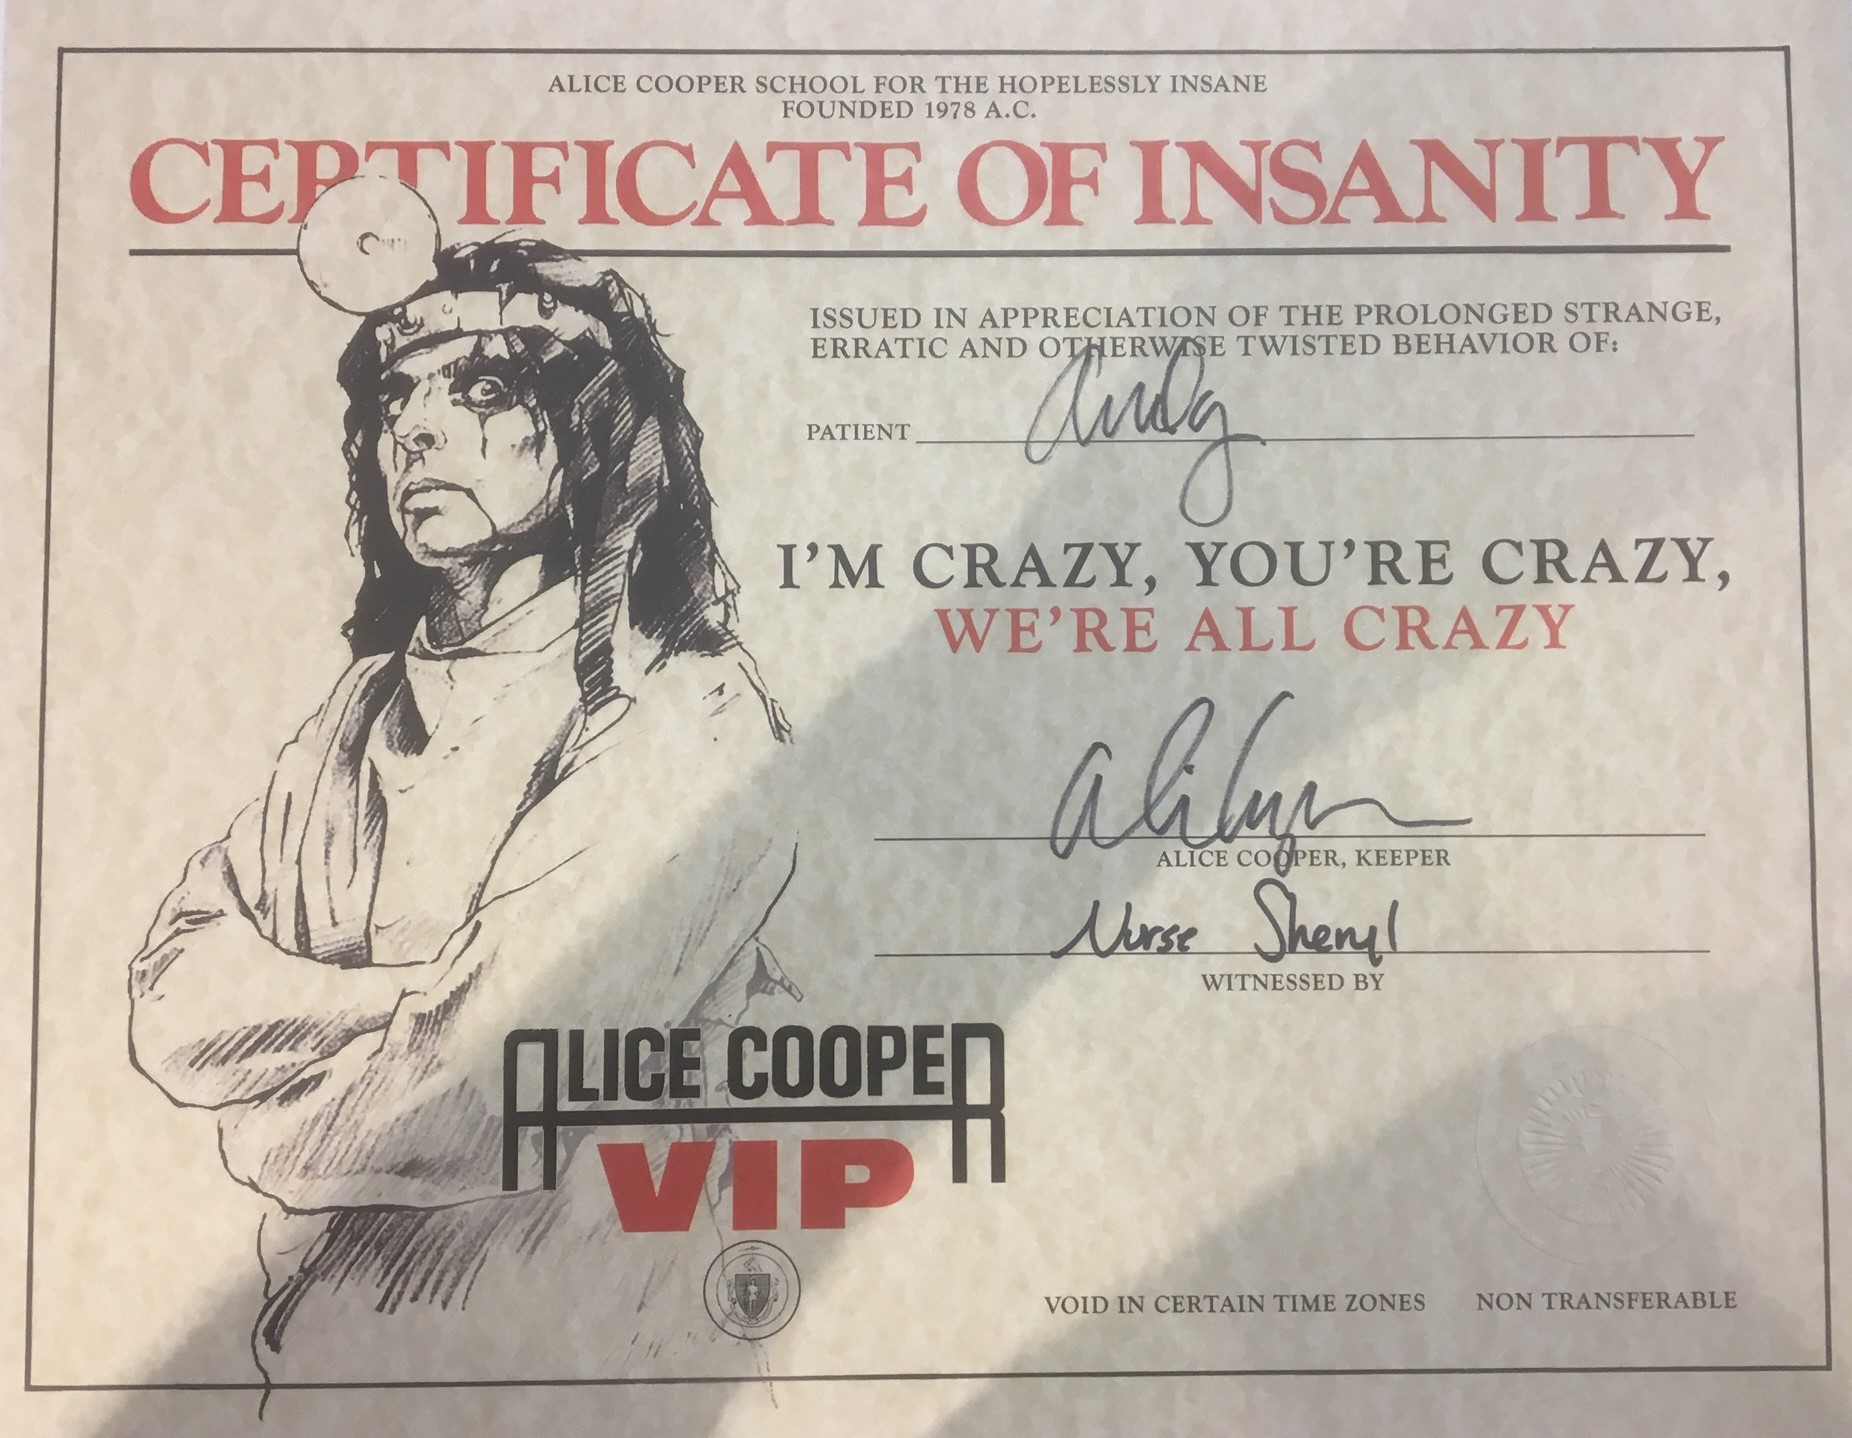 ALICE COOPER SCHOOL FOR THE HOPELESSLY INSANE
FOUNDED 1978 A.C.
CERTIFICATE OF INSANITY
ISSUED IN APPRECIATION OF THE PROLONGED STRANGE,
ERRATIC AND OTHERWISE TWISTED BEHAVIOR OF:
PATIENT Andy
I'M CRAZY, YOU'RE CRAZY,
WE'RE ALL CRAZY
Alice Cooper
ALICE COOPER, KEEPER
Nurse Sheryl
WITNESSED BY
ALICE COOPER
VIP
VOID IN CERTAIN TIME ZONES NON TRANSFERABLE